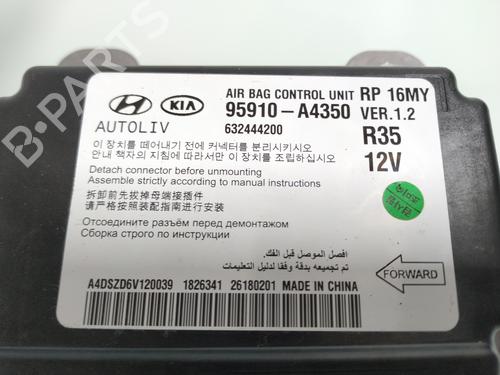 HYUNDAI KIA
AUTOLIV
AIR BAG CONTROL UNIT
95910-A4350
632444200
RP 16MY
VER.1.2
R35
12V
이 장치를 떼어내기 전에 커넥터를 분리시키시오
안내 책자의 지침에 따라서만 이 장치를 조립하십시오
Detach connector before unmounting
Assemble strictly according to manual instructions
拆卸前先拔掉母端接插件
请严格按照装配指南进行安装
Отсоедините разъём перед демонтажом
Сборка строго по инструкции
افصل الموصل قبل الفك.
تم تجميعه بدقة وفقا لدليل التعليمات
FORWARD
A4DSZD6V120039 1826341 26180201 MADE IN CHINA